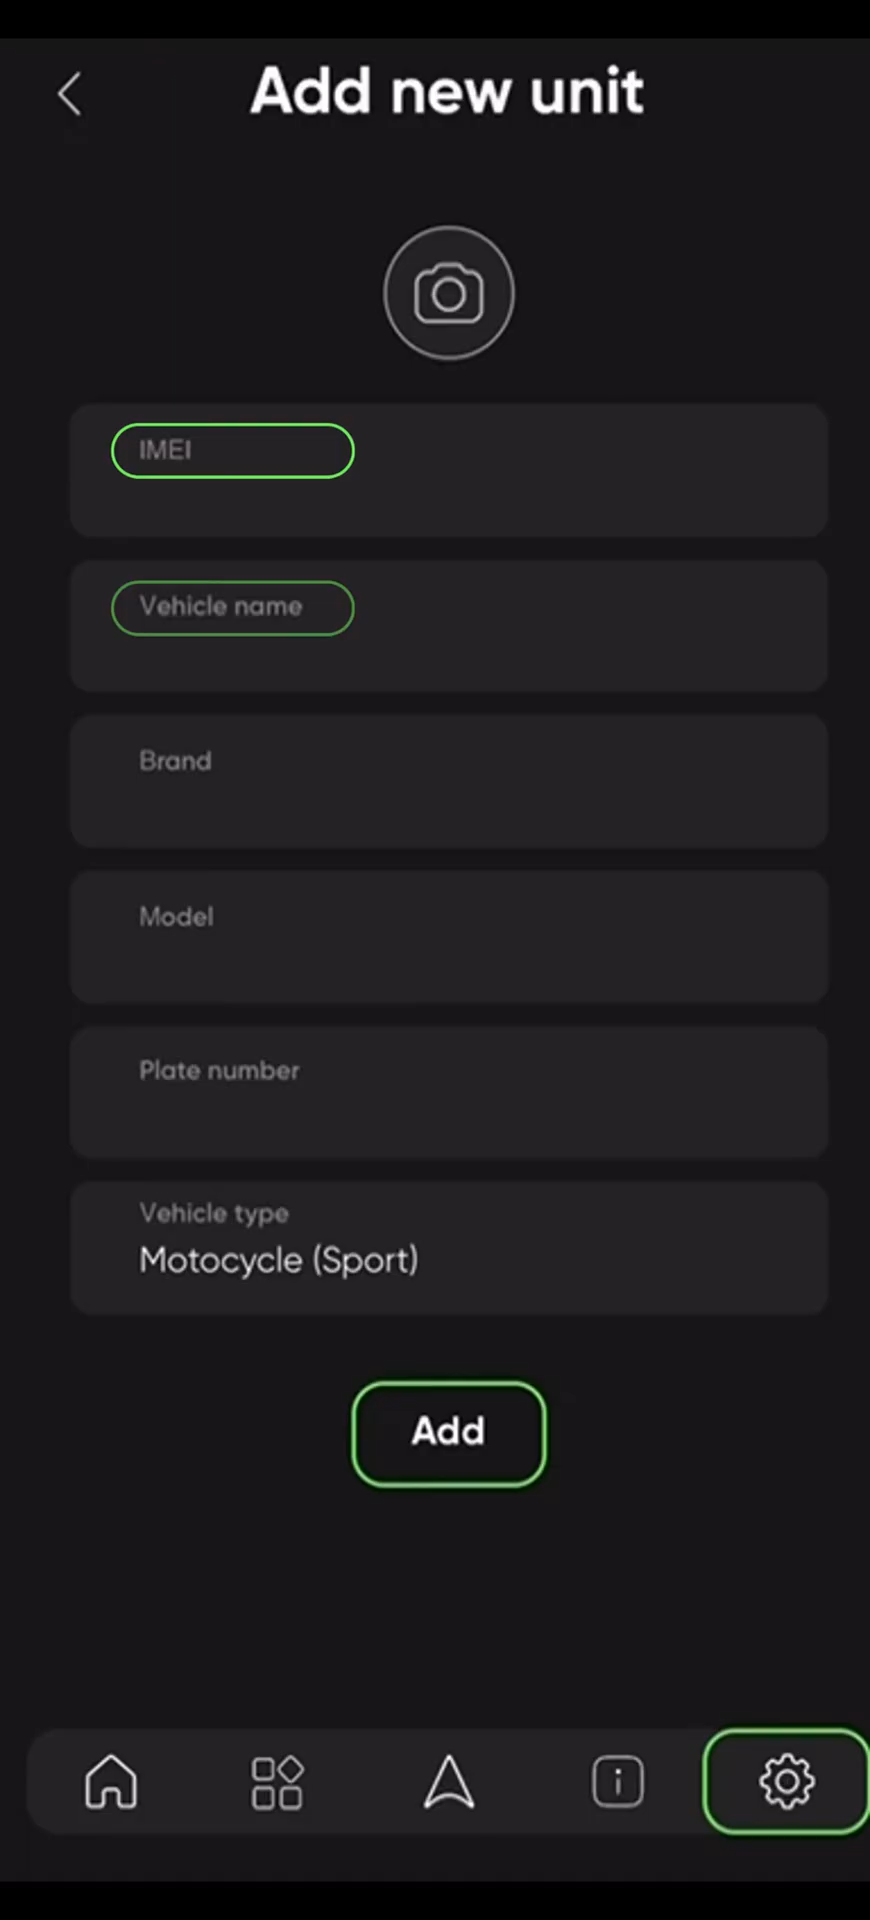 Add new unit
IMEI
Vehicle name
Brand
Model
Plate number
Vehicle type
Motocycle (Sport)
Add